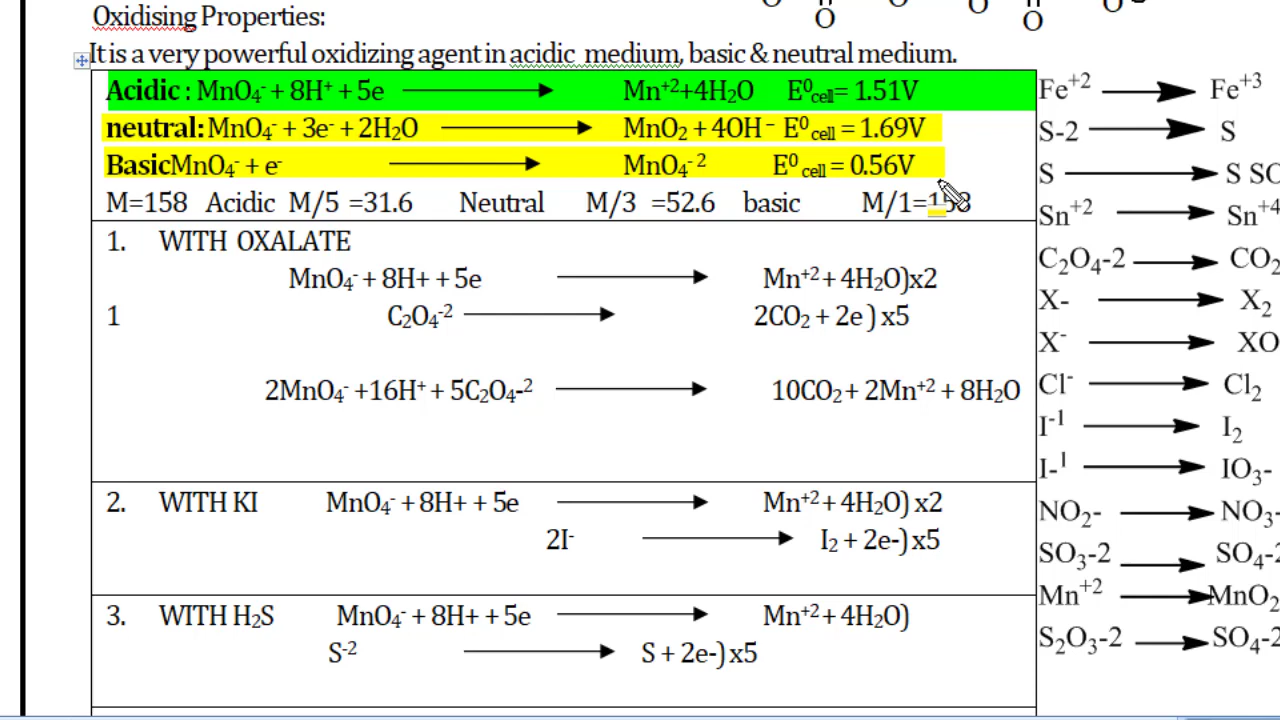 Oxidising Properties:
It is a very powerful oxidizing agent in acidic medium, basic & neutral medium.
Acidic : MnO₄⁻ + 8H⁺ + 5e ⟶ Mn⁺²+4H₂O E⁰cell= 1.51V
neutral: MnO₄⁻ + 3e⁻ + 2H₂O ⟶ MnO₂ + 4OH⁻ E⁰cell = 1.69V
BasicMnO₄⁻ + e⁻ ⟶ MnO₄⁻² E⁰cell = 0.56V
M=158 Acidic M/5 =31.6 Neutral M/3 =52.6 basic M/1=158
1. WITH OXALATE
MnO₄⁻ + 8H+ + 5e ⟶ Mn⁺² + 4H₂O)x2
1 C₂O₄⁻² ⟶ 2CO₂ + 2e ) x5
2MnO₄⁻ +16H⁺ + 5C₂O₄-² ⟶ 10CO₂ + 2Mn⁺² + 8H₂O
2. WITH KI MnO₄⁻ + 8H+ + 5e ⟶ Mn⁺² + 4H₂O) x2
2I⁻ ⟶ I₂ + 2e-) x5
3. WITH H₂S MnO₄⁻ + 8H+ + 5e ⟶ Mn⁺² + 4H₂O)
S⁻² ⟶ S + 2e-) x5
O O O O O O
Fe⁺² ⟶ Fe⁺³
S-2 ⟶ S
S ⟶ S SO
Sn⁺² ⟶ Sn⁺⁴
C₂O₄-2 ⟶ CO₂
X- ⟶ X₂
X⁻ ⟶ XO
Cl⁻ ⟶ Cl₂
I⁻¹ ⟶ I₂
I-¹ ⟶ IO₃-
NO₂- ⟶ NO₃-
SO₃-2 ⟶ SO₄-2
Mn⁺² ⟶ MnO₂
S₂O₃-2 ⟶ SO₄-2